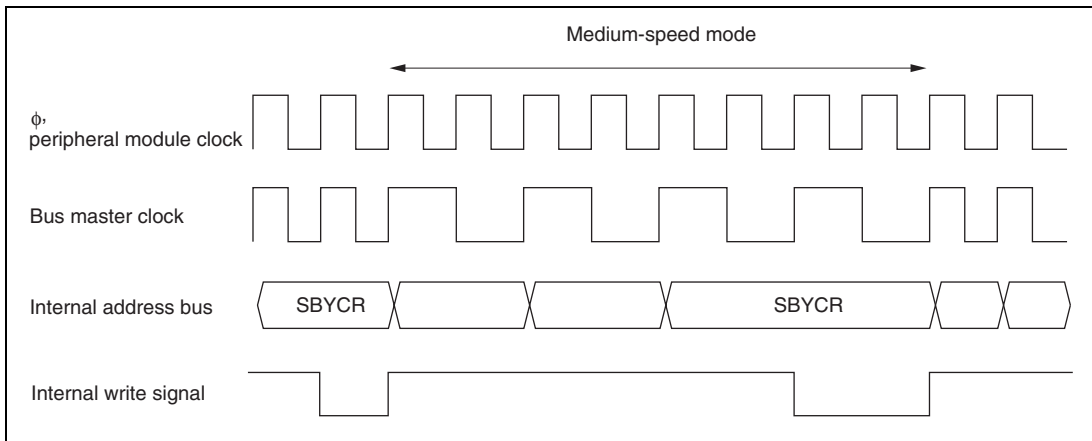 Medium-speed mode
φ,
peripheral module clock
Bus master clock
Internal address bus
SBYCR
SBYCR
Internal write signal